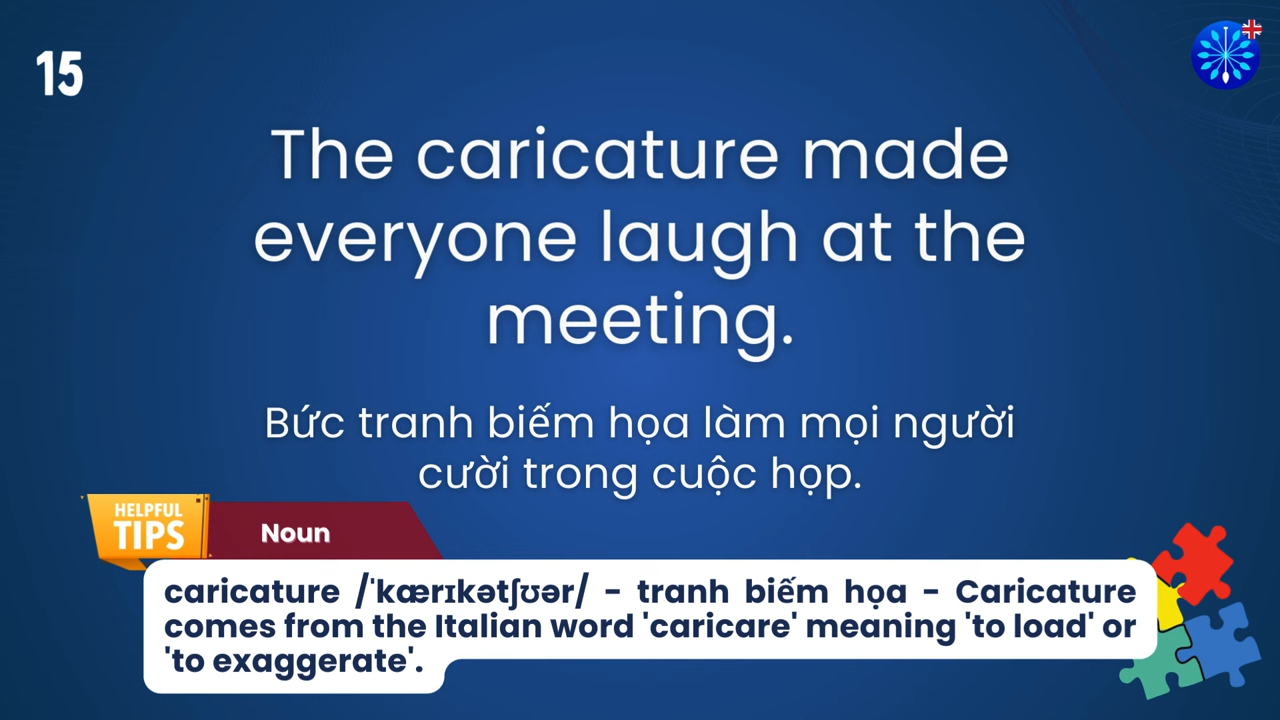 15
The caricature made
everyone laugh at the
meeting.
Bức tranh biếm họa làm mọi người
cười trong cuộc họp.
HELPFUL
TIPS
Noun
caricature /ˈkærɪkətʃʊər/ - tranh biếm họa - Caricature
comes from the Italian word 'caricare' meaning 'to load' or
'to exaggerate'.